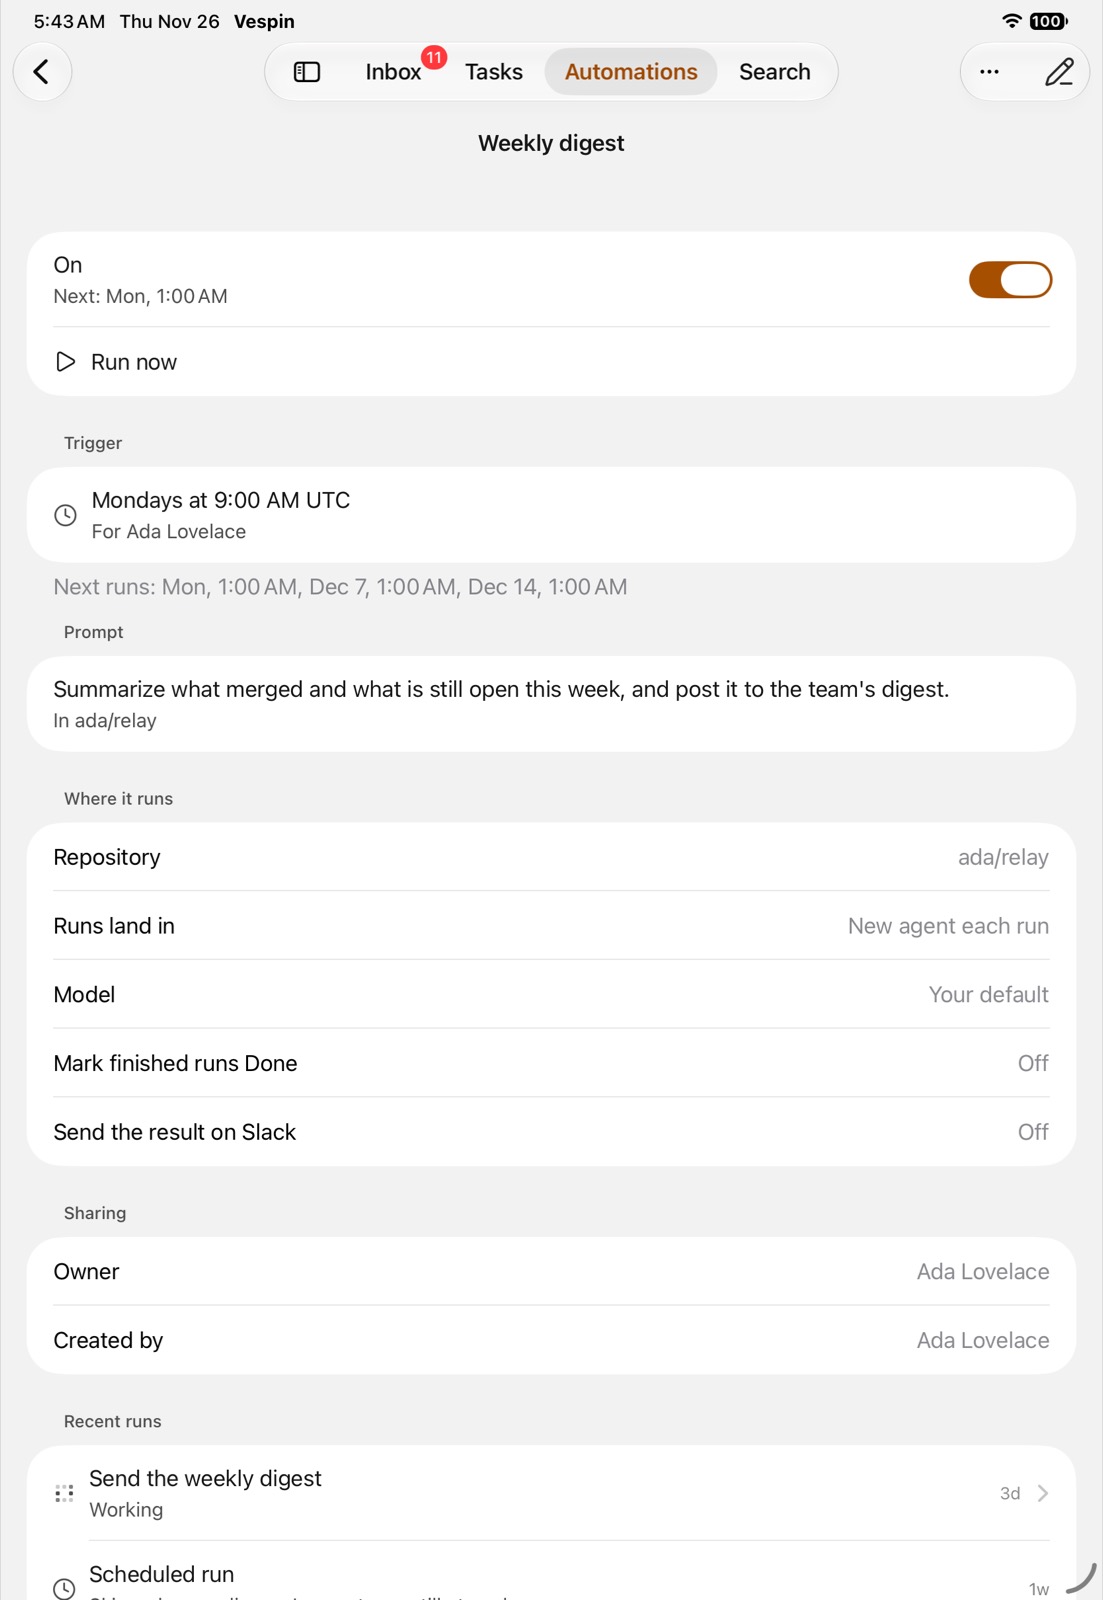 5:43 AM Thu Nov 26 Vespin
100
Inbox 11 Tasks Automations Search
Weekly digest
On
Next: Mon, 1:00 AM
Run now
Trigger
Mondays at 9:00 AM UTC
For Ada Lovelace
Next runs: Mon, 1:00 AM, Dec 7, 1:00 AM, Dec 14, 1:00 AM
Prompt
Summarize what merged and what is still open this week, and post it to the team's digest.
In ada/relay
Where it runs
Repository ada/relay
Runs land in New agent each run
Model Your default
Mark finished runs Done Off
Send the result on Slack Off
Sharing
Owner Ada Lovelace
Created by Ada Lovelace
Recent runs
Send the weekly digest
Working
3d
Scheduled run
1w